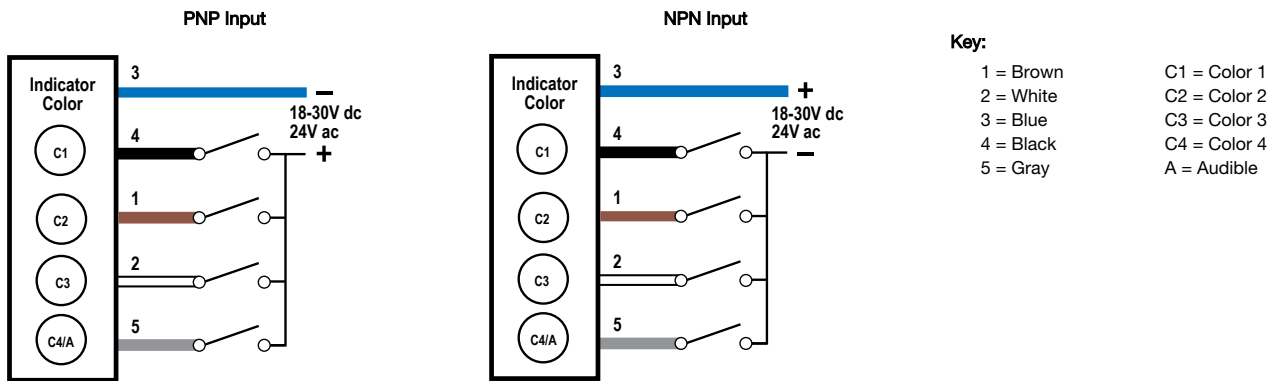 PNP Input
Indicator
Color
3
–
18-30V dc
24V ac
+
4
C1
1
C2
2
C3
5
C4/A
NPN Input
Indicator
Color
3
+
18-30V dc
24V ac
–
4
C1
1
C2
2
C3
5
C4/A
Key:
1 = Brown
2 = White
3 = Blue
4 = Black
5 = Gray
C1 = Color 1
C2 = Color 2
C3 = Color 3
C4 = Color 4
A = Audible